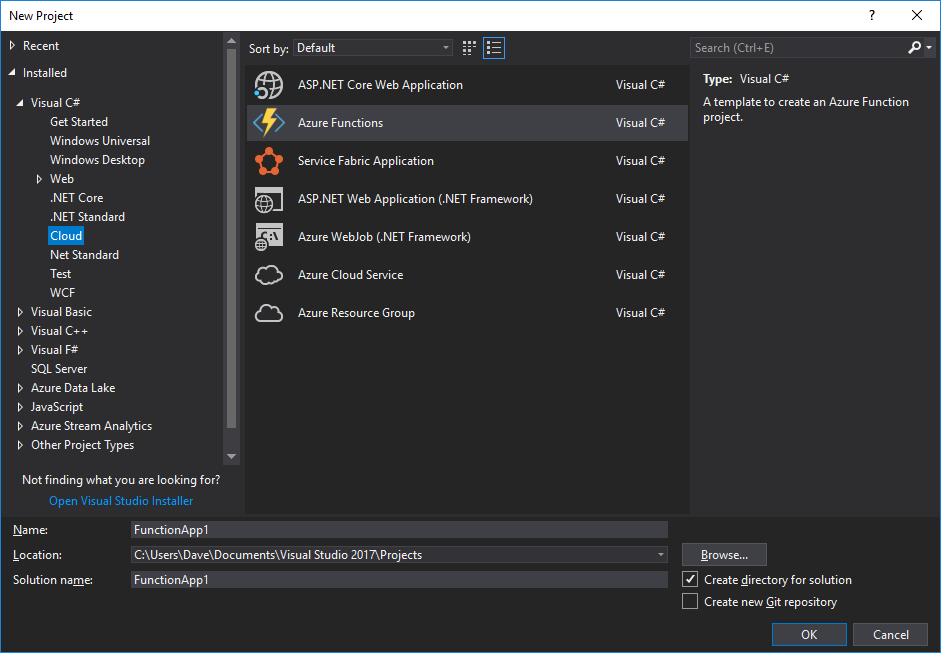 New Project
?
Recent
Installed
Visual C#
Get Started
Windows Universal
Windows Desktop
Web
.NET Core
.NET Standard
Cloud
Net Standard
Test
WCF
Visual Basic
Visual C++
Visual F#
SQL Server
Azure Data Lake
JavaScript
Azure Stream Analytics
Other Project Types
Not finding what you are looking for?
Open Visual Studio Installer
Sort by: Default
ASP.NET Core Web Application Visual C#
Azure Functions Visual C#
Service Fabric Application Visual C#
ASP.NET Web Application (.NET Framework) Visual C#
Azure WebJob (.NET Framework) Visual C#
Azure Cloud Service Visual C#
Azure Resource Group Visual C#
Search (Ctrl+E)
Type: Visual C#
A template to create an Azure Function
project.
Name: FunctionApp1
Location: C:\Users\Dave\Documents\Visual Studio 2017\Projects
Browse...
Solution name: FunctionApp1
Create directory for solution
Create new Git repository
OK
Cancel